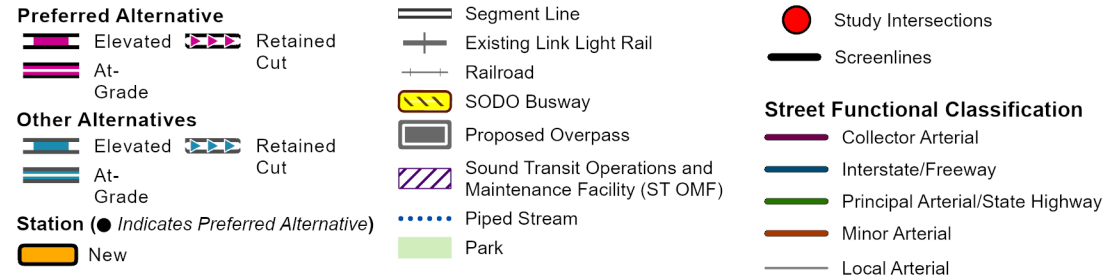 Preferred Alternative
Elevated
Retained
Cut
At-
Grade
Other Alternatives
Elevated
Retained
Cut
At-
Grade
Station (● Indicates Preferred Alternative)
New
Segment Line
Existing Link Light Rail
Railroad
SODO Busway
Proposed Overpass
Sound Transit Operations and
Maintenance Facility (ST OMF)
Piped Stream
Park
Study Intersections
Screenlines
Street Functional Classification
Collector Arterial
Interstate/Freeway
Principal Arterial/State Highway
Minor Arterial
Local Arterial